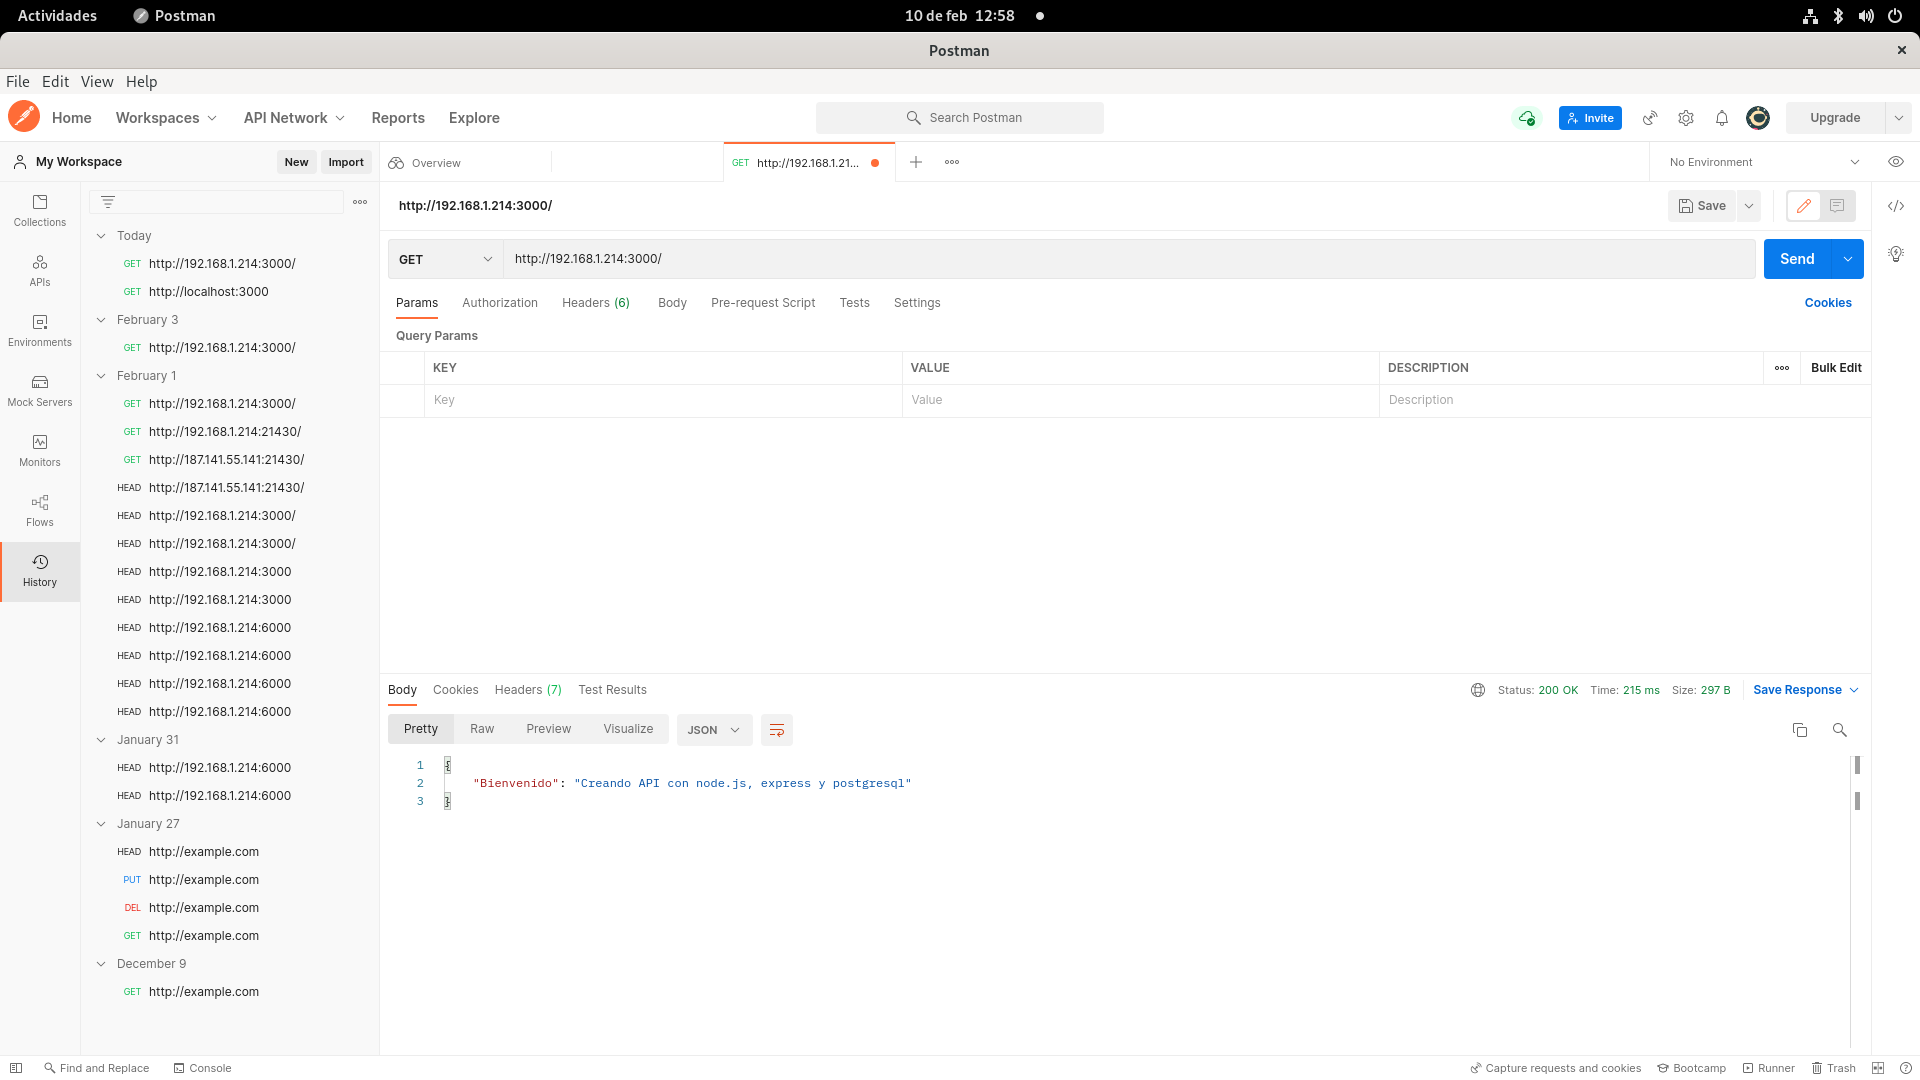 Actividades Postman 10 de feb 12:58
Postman
File Edit View Help
Home Workspaces API Network Reports Explore Search Postman Invite Upgrade
My Workspace New Import Overview GET http://192.168.1.21... No Environment
Collections
APIs
Environments
Mock Servers
Monitors
Flows
History
Today
GET http://192.168.1.214:3000/
GET http://localhost:3000
February 3
GET http://192.168.1.214:3000/
February 1
GET http://192.168.1.214:3000/
GET http://192.168.1.214:21430/
GET http://187.141.55.141:21430/
HEAD http://187.141.55.141:21430/
HEAD http://192.168.1.214:3000/
HEAD http://192.168.1.214:3000/
HEAD http://192.168.1.214:3000
HEAD http://192.168.1.214:3000
HEAD http://192.168.1.214:6000
HEAD http://192.168.1.214:6000
HEAD http://192.168.1.214:6000
HEAD http://192.168.1.214:6000
January 31
HEAD http://192.168.1.214:6000
HEAD http://192.168.1.214:6000
January 27
HEAD http://example.com
PUT http://example.com
DEL http://example.com
GET http://example.com
December 9
GET http://example.com
http://192.168.1.214:3000/ Save
GET http://192.168.1.214:3000/ Send
Params Authorization Headers (6) Body Pre-request Script Tests Settings Cookies
Query Params
KEY VALUE DESCRIPTION Bulk Edit
Key Value Description
Body Cookies Headers (7) Test Results Status: 200 OK Time: 215 ms Size: 297 B Save Response
Pretty Raw Preview Visualize JSON
1 {
2 "Bienvenido": "Creando API con node.js, express y postgresql"
3 }
Find and Replace Console Capture requests and cookies Bootcamp Runner Trash